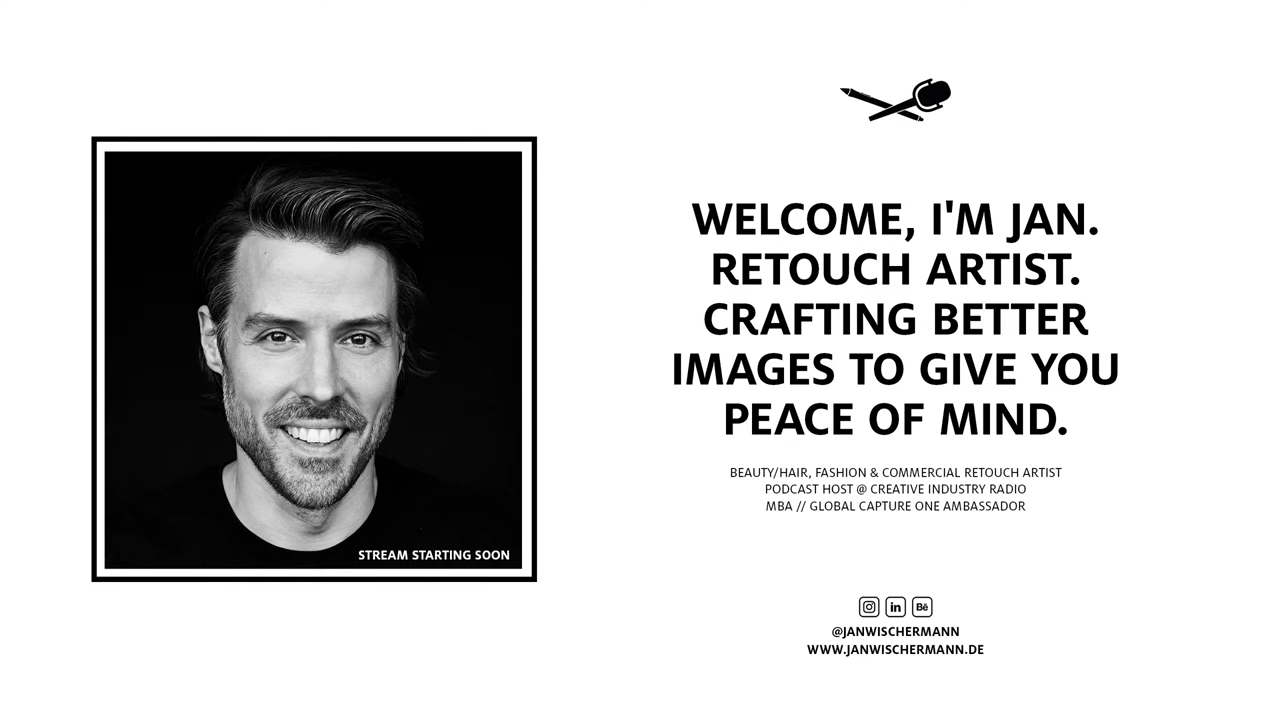 WELCOME, I'M JAN.
RETOUCH ARTIST.
CRAFTING BETTER
IMAGES TO GIVE YOU
PEACE OF MIND.
BEAUTY/HAIR, FASHION & COMMERCIAL RETOUCH ARTIST
PODCAST HOST @ CREATIVE INDUSTRY RADIO
MBA // GLOBAL CAPTURE ONE AMBASSADOR
STREAM STARTING SOON
in
Bē
@JANWISCHERMANN
WWW.JANWISCHERMANN.DE